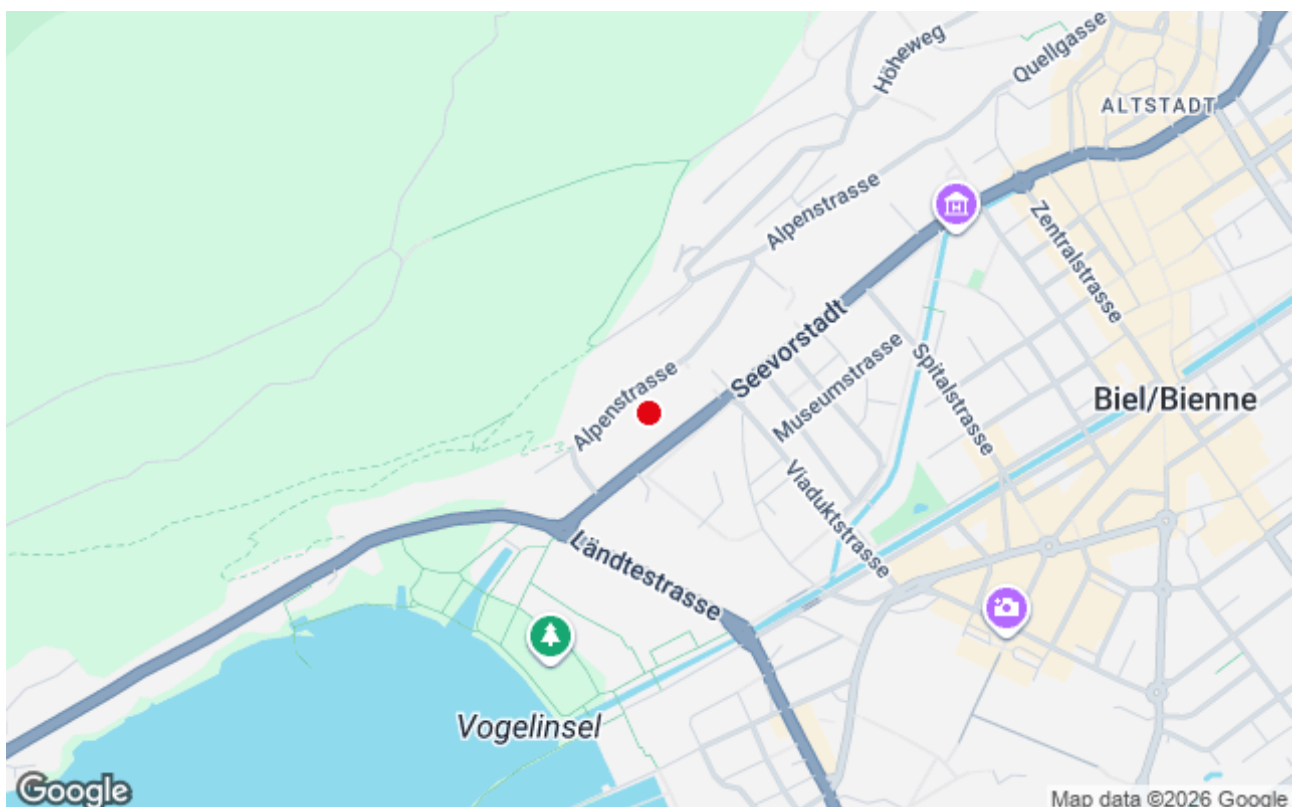 Höheweg
Quellgasse
ALTSTADT
Alpenstrasse
Zentralstrasse
Seevorstadt
Museumstrasse
Spitalstrasse
Biel/Bienne
Alpenstrasse
Viaduktstrasse
Ländtestrasse
Vogelinsel
Google
Map data ©2026 Google